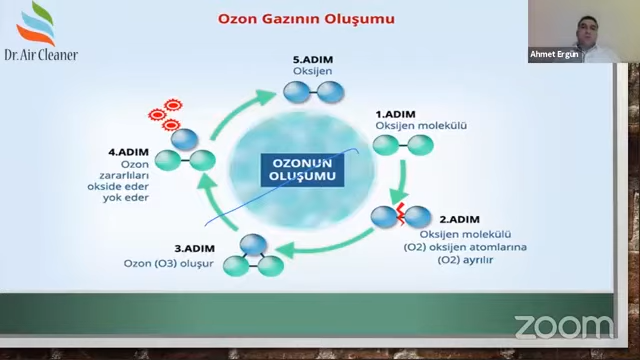 Ozon Gazının Oluşumu
Dr. Air Cleaner
Ahmet Ergün
5.ADIM
Oksijen
1.ADIM
Oksijen molekülü
4.ADIM
Ozon
zararlıları
okside eder
yok eder
OZONUN
OLUŞUMU
2.ADIM
Oksijen molekülü
(O2) oksijen atomlarına
(O2) ayrılır
3.ADIM
Ozon (O3) oluşur
zoom